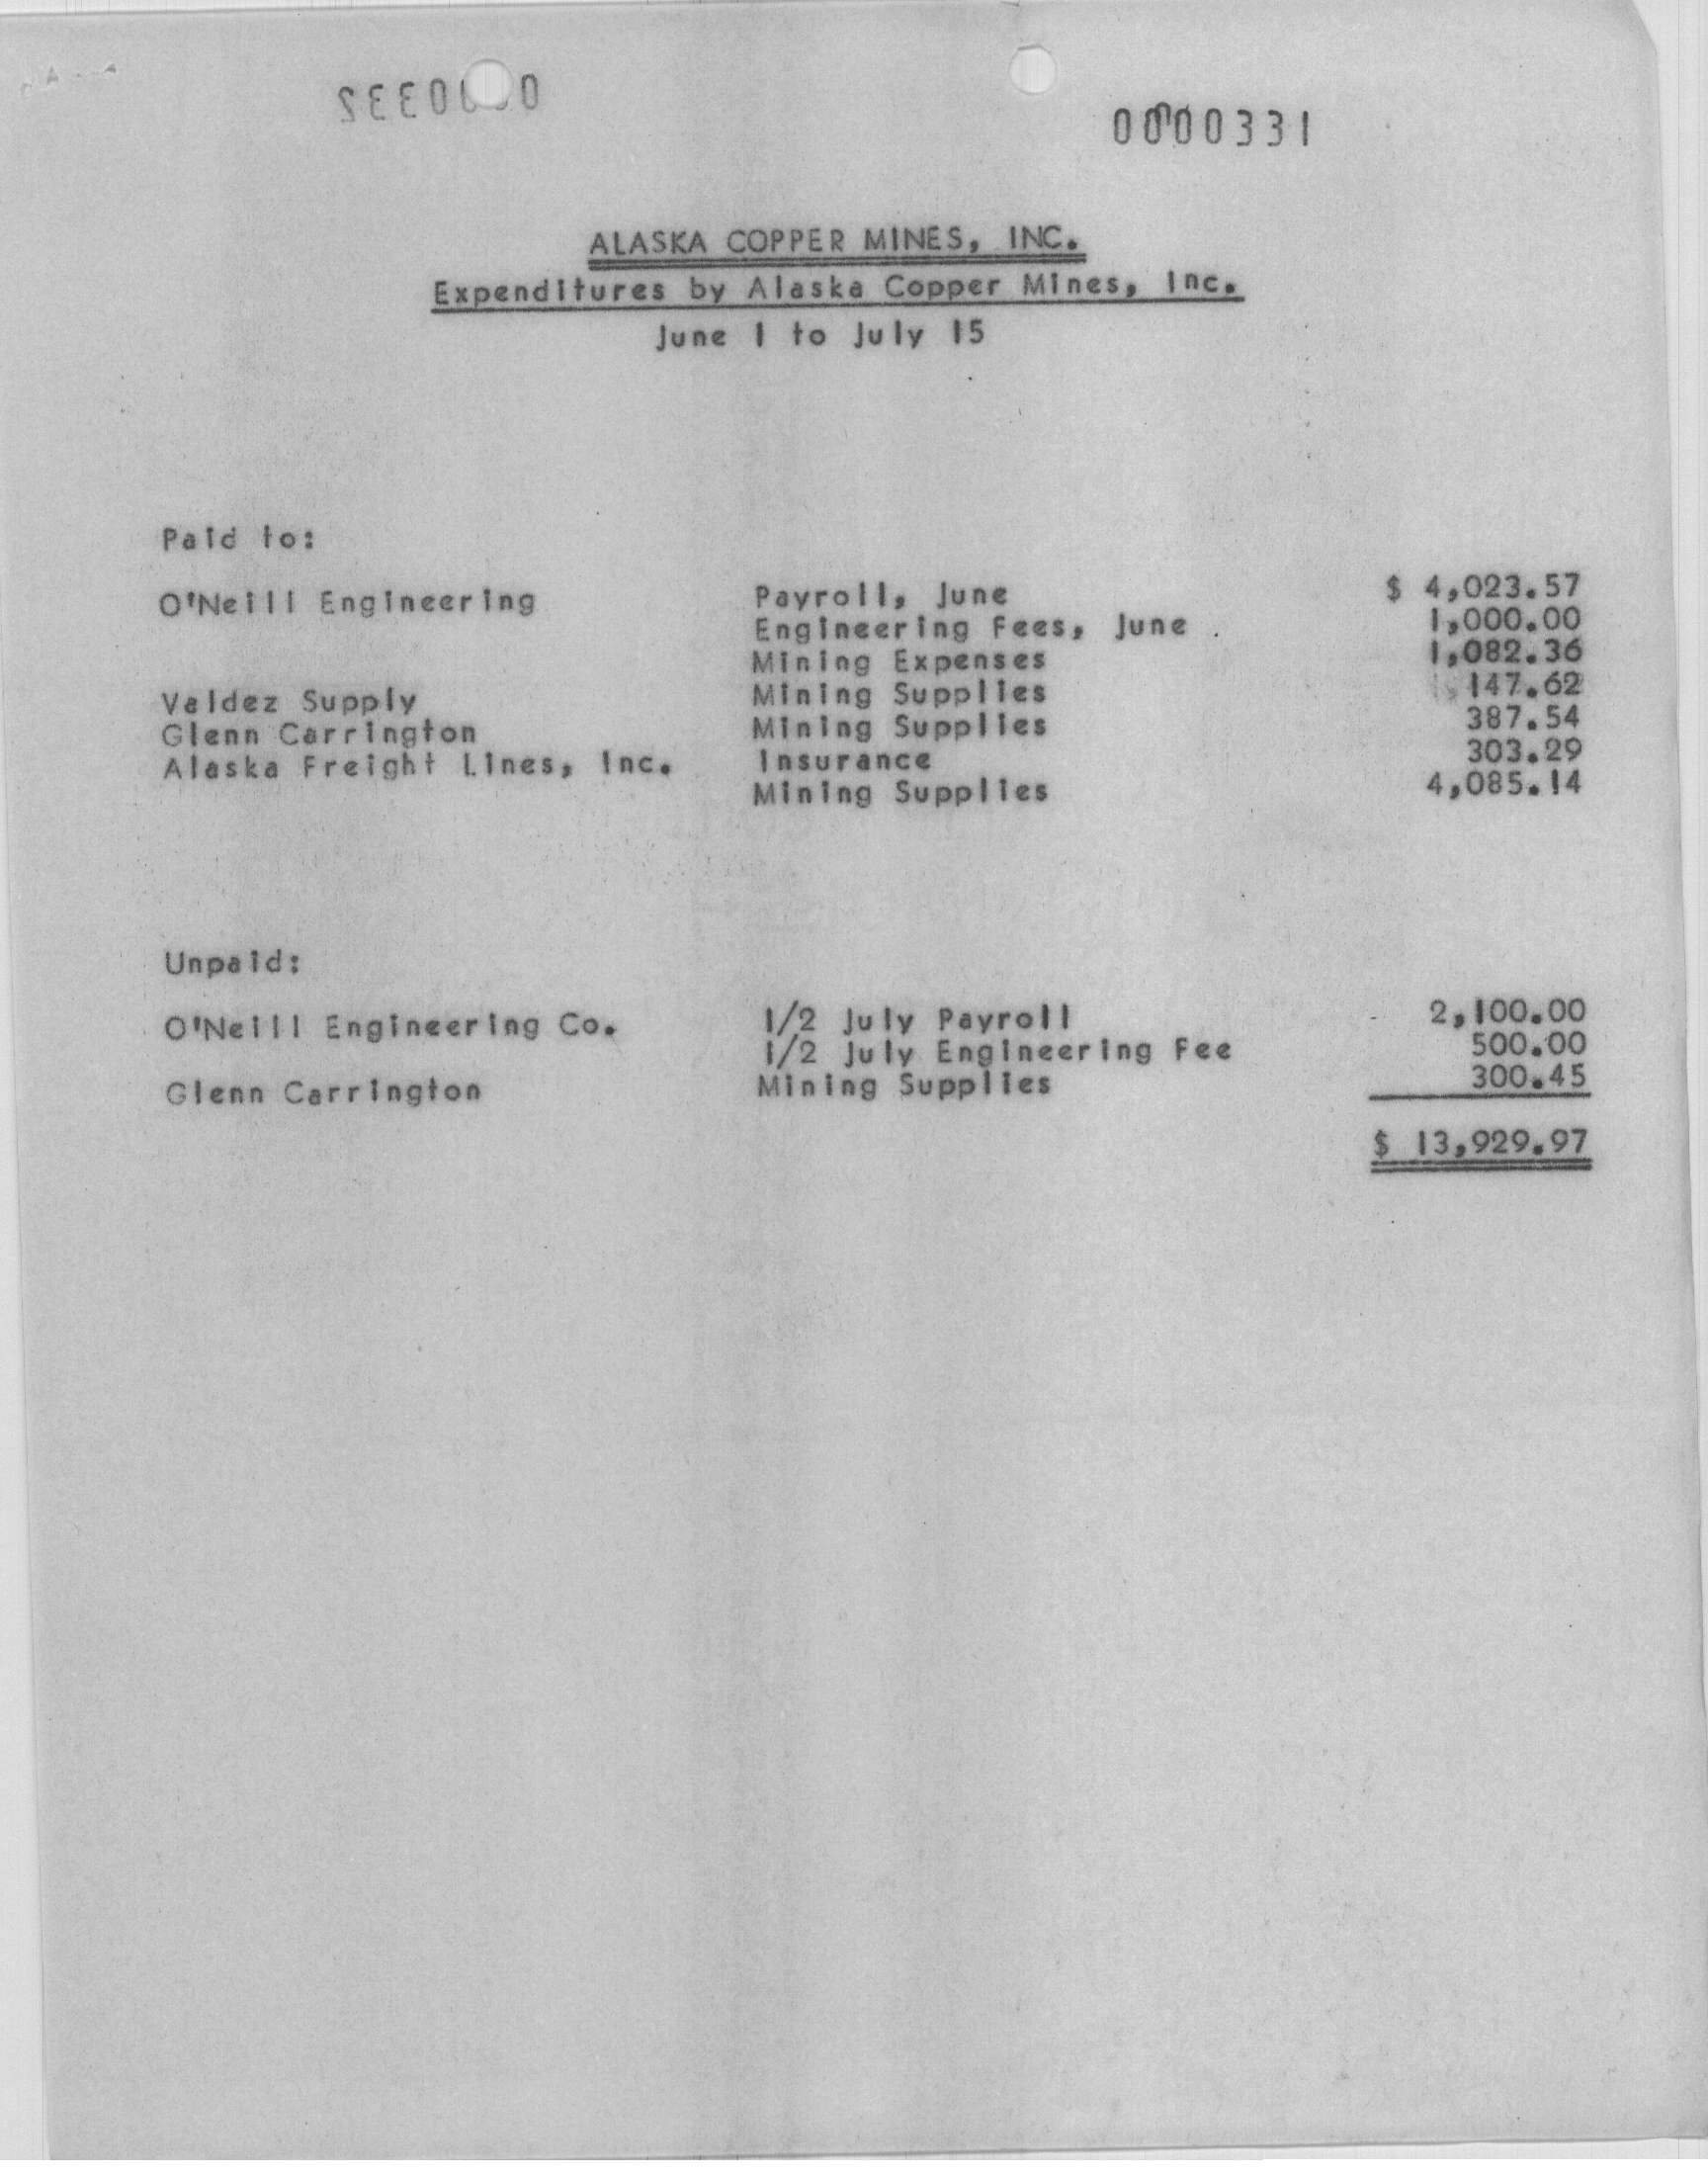 0000331
ALASKA COPPER MINES, INC.
Expenditures by Alaska Copper Mines, Inc.
June 1 to July 15
Paid to:
O'Neill Engineering Payroll, June $ 4,023.57
Engineering Fees, June 1,000.00
Mining Expenses 1,082.36
Valdez Supply Mining Supplies 147.62
Glenn Carrington Mining Supplies 387.54
Alaska Freight Lines, Inc. Insurance 303.29
Mining Supplies 4,085.14
Unpaid:
O'Neill Engineering Co. 1/2 July Payroll 2,100.00
1/2 July Engineering Fee 500.00
Glenn Carrington Mining Supplies 300.45
$ 13,929.97